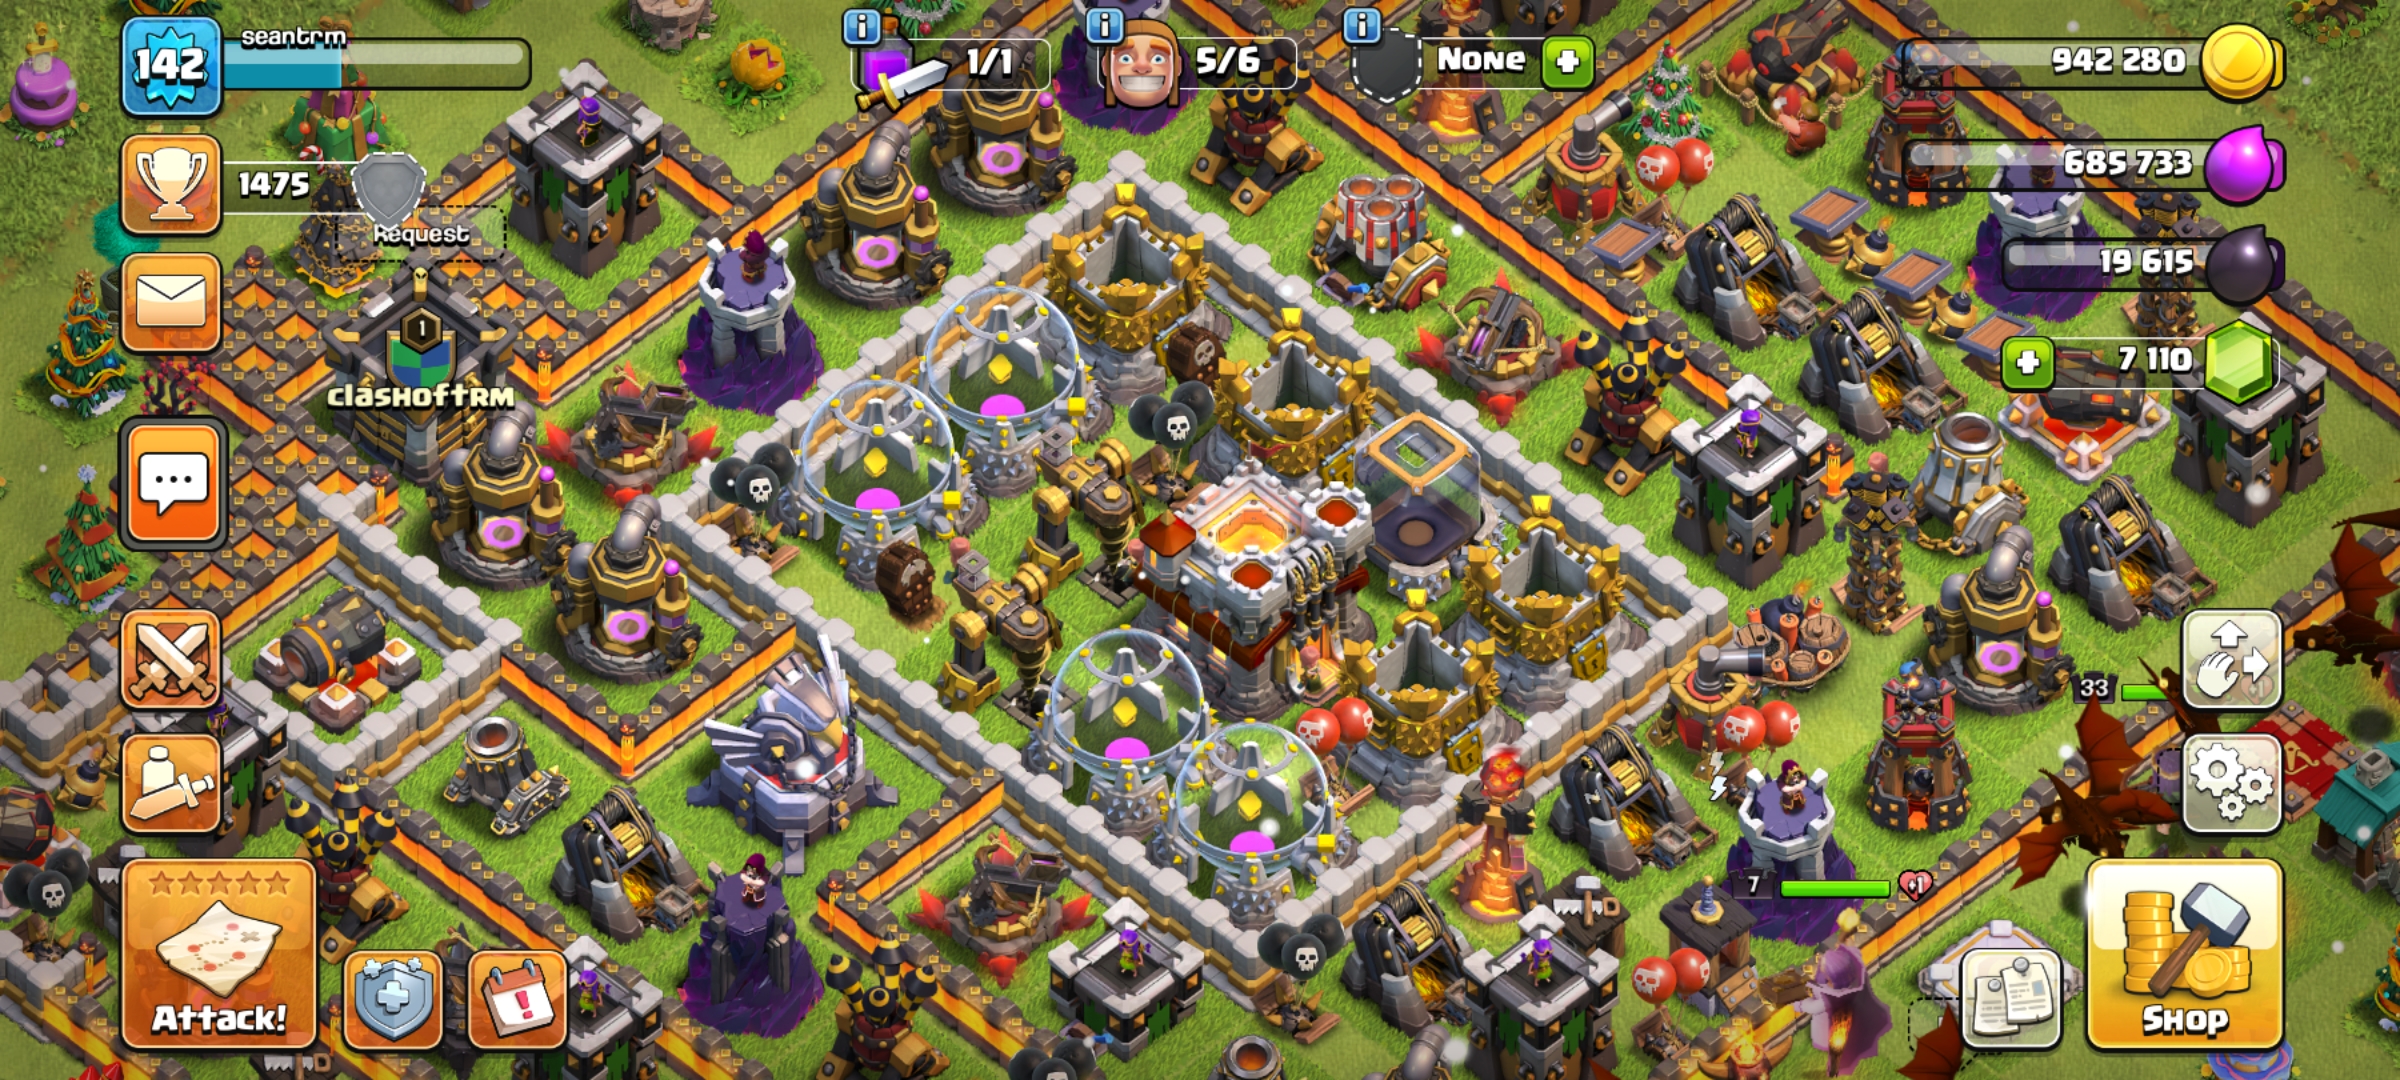 142
seantrm
1/1
5/6
None
942 280
1475
685 733
Request
19 615
1
7 110
clashofTRM
33
7
+1
Attack!
Shop